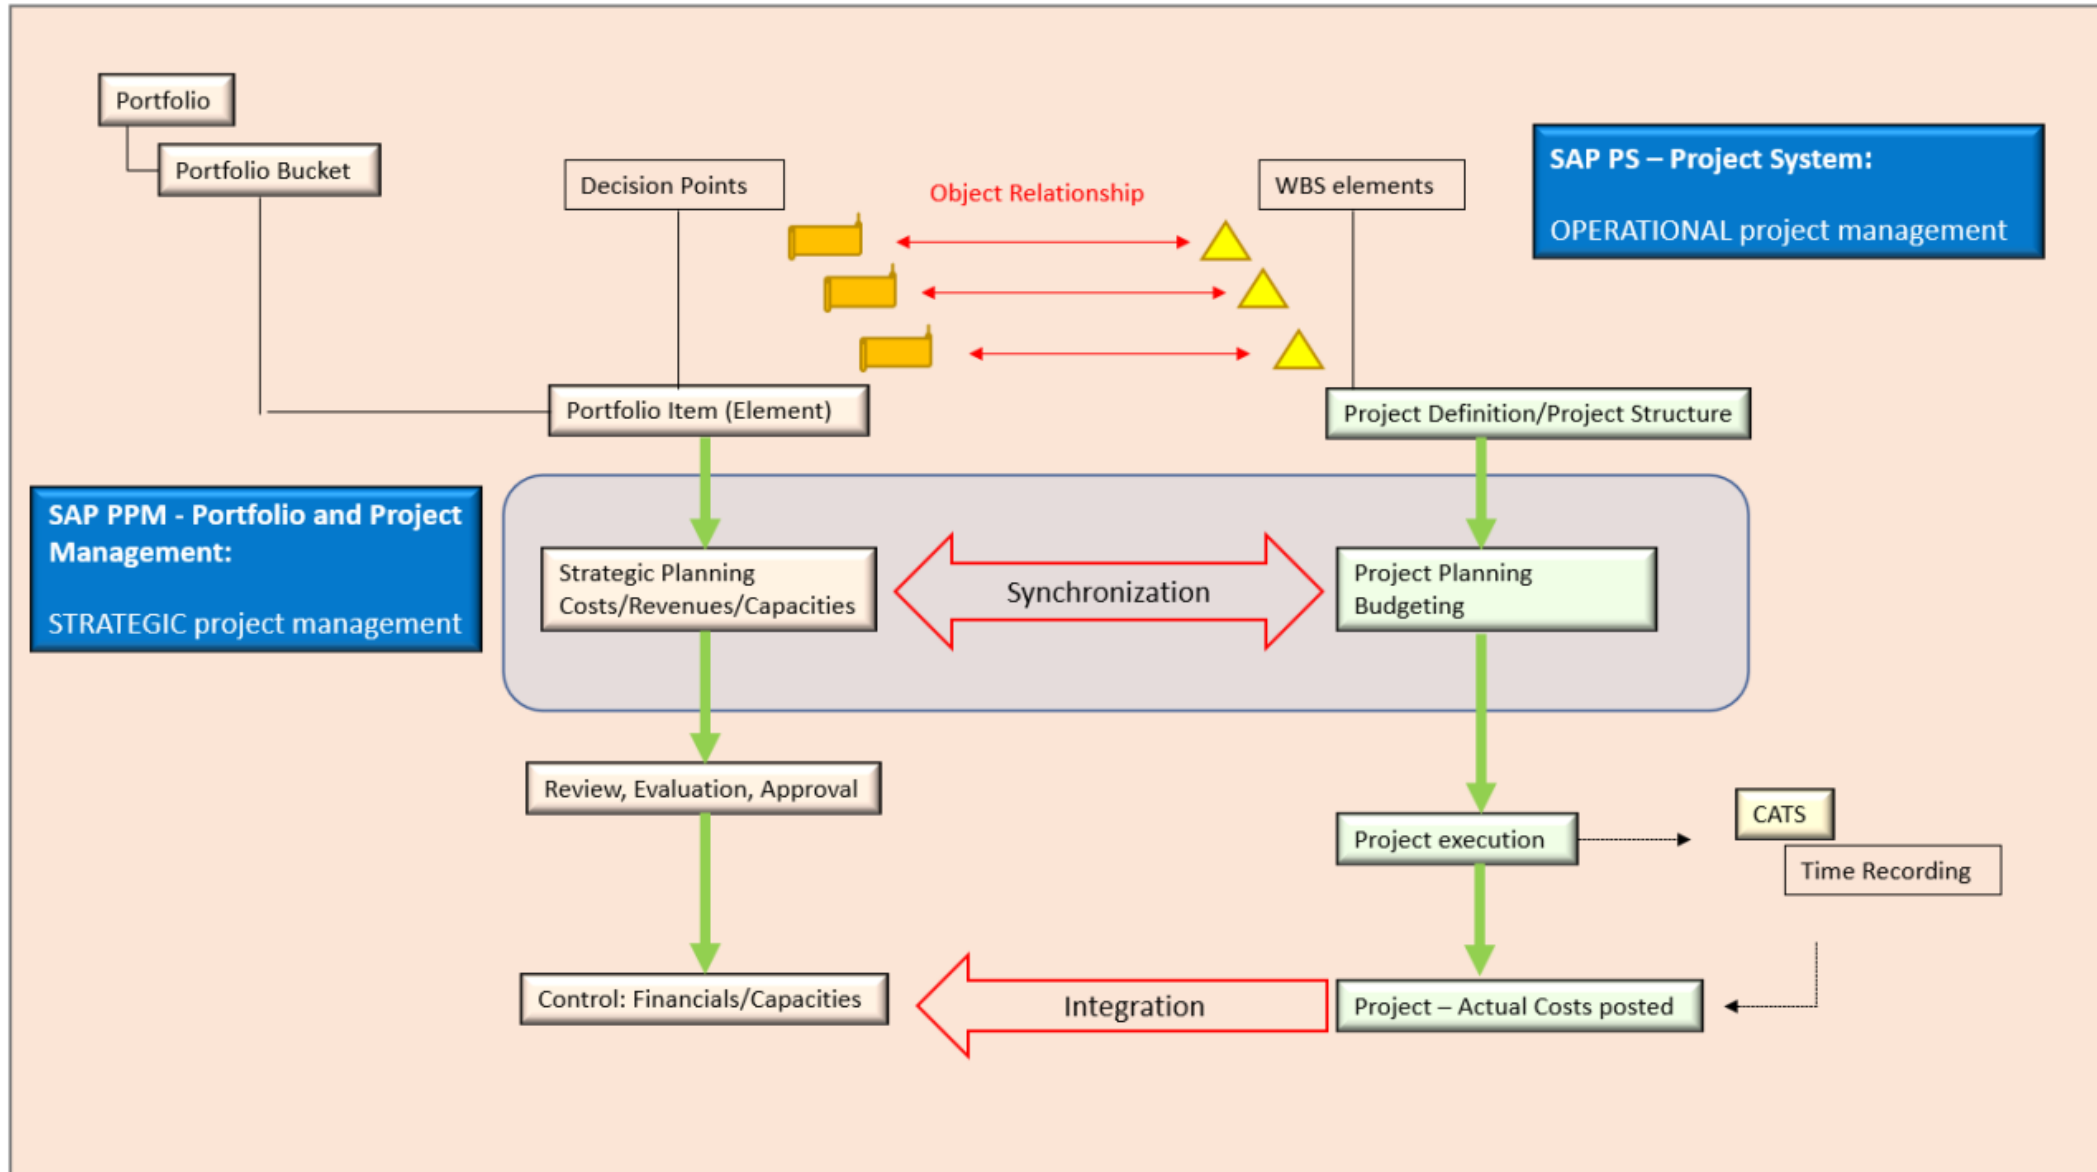 Portfolio
Portfolio Bucket
Decision Points
Object Relationship
WBS elements
SAP PS – Project System:
OPERATIONAL project management
Portfolio Item (Element)
Project Definition/Project Structure
SAP PPM - Portfolio and Project
Management:
STRATEGIC project management
Strategic Planning
Costs/Revenues/Capacities
Synchronization
Project Planning
Budgeting
Review, Evaluation, Approval
Project execution
CATS
Time Recording
Control: Financials/Capacities
Integration
Project – Actual Costs posted